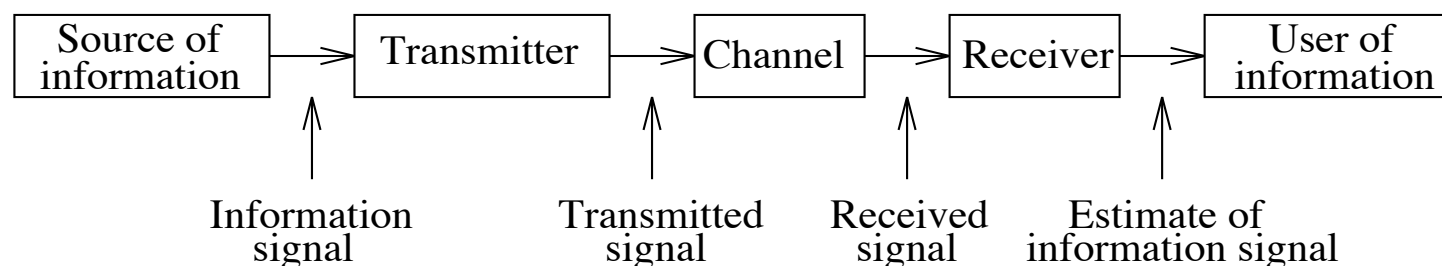 Source of
information
Transmitter
Channel
Receiver
User of
information
Information
signal
Transmitted
signal
Received
signal
Estimate of
information signal